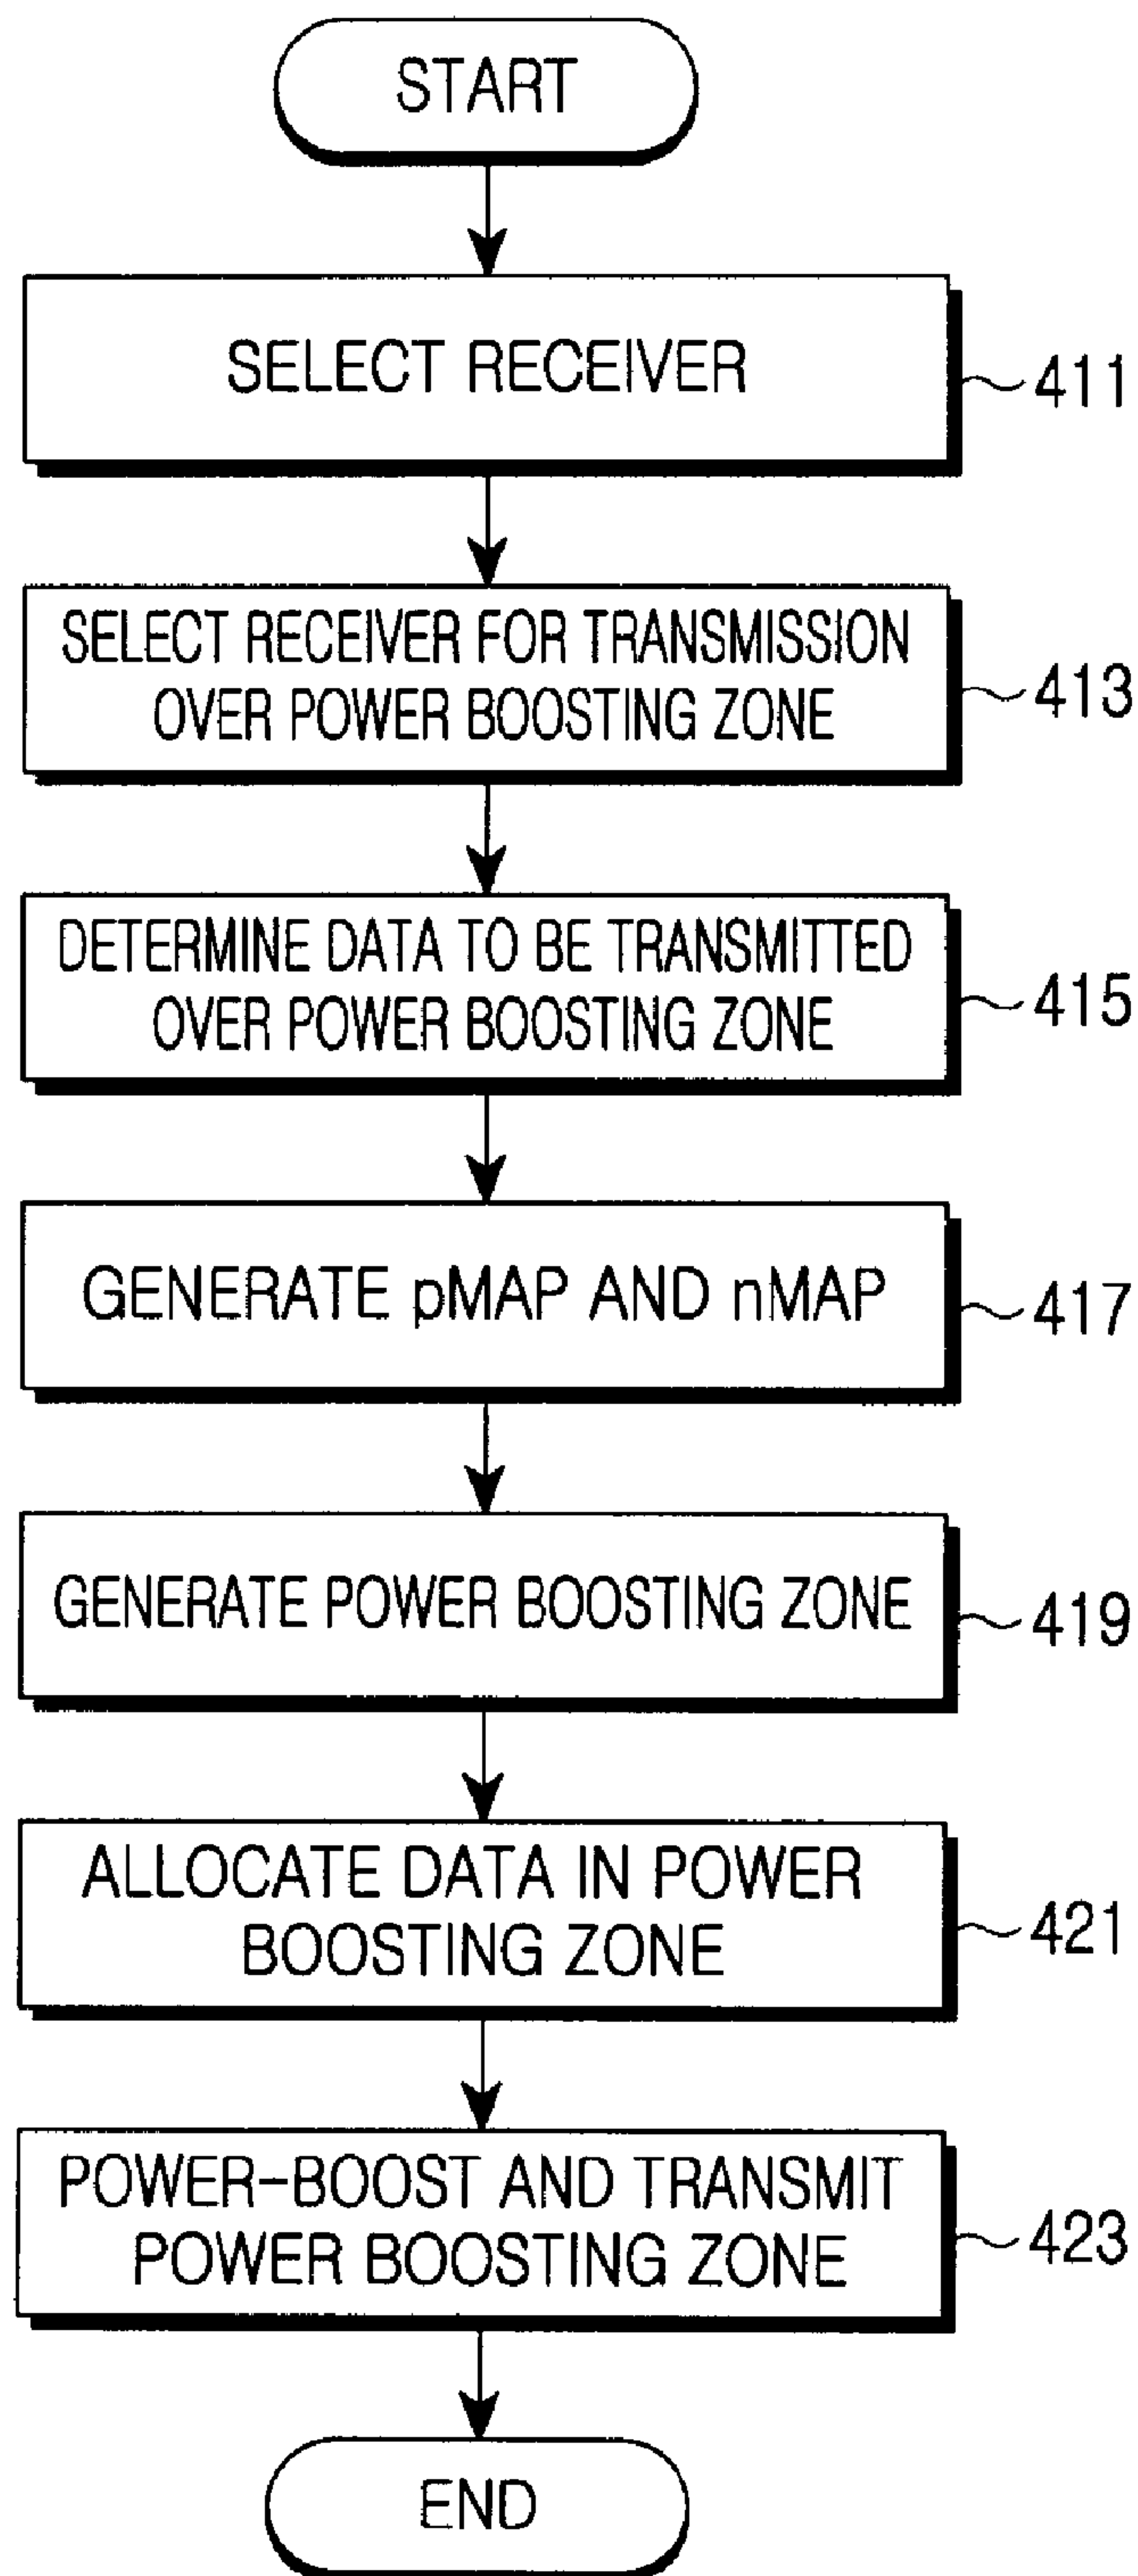 START
SELECT RECEIVER
411
SELECT RECEIVER FOR TRANSMISSION
OVER POWER BOOSTING ZONE
413
DETERMINE DATA TO BE TRANSMITTED
OVER POWER BOOSTING ZONE
415
GENERATE pMAP AND nMAP
417
GENERATE POWER BOOSTING ZONE
419
ALLOCATE DATA IN POWER
BOOSTING ZONE
421
POWER-BOOST AND TRANSMIT
POWER BOOSTING ZONE
423
END